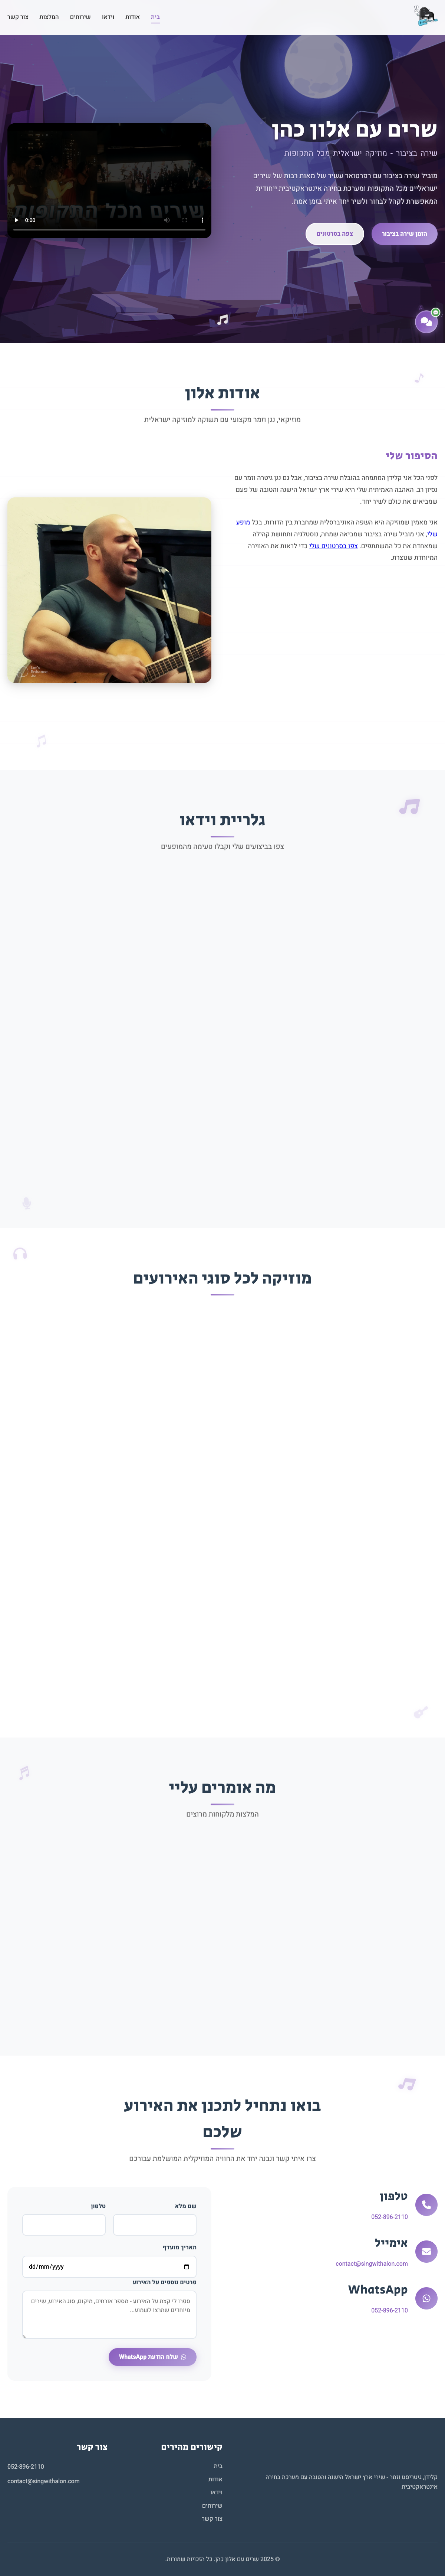 בית
אודות
וידאו
שירותים
המלצות
צור קשר
שרים עם אלון כהן
שירה בציבור - מוזיקה ישראלית מכל התקופות
מוביל שירה בציבור עם רפרטואר עשיר של מאות רבות של שירים
ישראליים מכל התקופות ומערכת בחירה אינטראקטיבית ייחודית
המאפשרת לקהל לבחור ולשיר יחד איתי בזמן אמת.
הזמן שירה בציבור
צפה בסרטונים
מכל התקופות
0:00
אודות אלון
מוזיקאי, נגן וזמר מקצועי עם תשוקה למוזיקה ישראלית
הסיפור שלי
לפני הכל אני קלידן המתמחה בהובלת שירה בציבור, אבל גם נגן גיטרה וזמר עם
נסיון רב. האהבה האמיתית שלי היא שירי ארץ ישראל הישנה והטובה של פעם
שמביאים את כולם לשיר יחד.
אני מאמין שמוזיקה היא השפה האוניברסלית שמחברת בין הדורות. בכל מופע
שלי, אני מוביל שירה בציבור שמביאה שמחה, נוסטלגיה ותחושת קהילה
שמאחדת את כל המשתתפים. צפו בסרטונים שלי כדי לראות את האווירה
המיוחדת שנוצרת.
גלריית וידאו
צפו בביצועים שלי וקבלו טעימה מהמופעים
מוזיקה לכל סוגי האירועים
מה אומרים עליי
המלצות מלקוחות מרוצים
בואו נתחיל לתכנן את האירוע
שלכם
צרו איתי קשר ונבנה יחד את החוויה המוזיקלית המושלמת עבורכם
טלפון
052-896-2110
אימייל
contact@singwithalon.com
WhatsApp
052-896-2110
שם מלא
טלפון
תאריך מועדף
dd/mm/yyyy
פרטים נוספים על האירוע
ספרו לי קצת על האירוע - מספר אורחים, מיקום, סוג האירוע, שירים
מיוחדים שתרצו לשמוע...
שלח הודעת WhatsApp
קלידן, גיטריסט וזמר - שירי ארץ ישראל הישנה והטובה עם מערכת בחירה
אינטראקטיבית
קישורים מהירים
בית
אודות
וידאו
שירותים
צור קשר
צור קשר
052-896-2110
contact@singwithalon.com
© 2025 שרים עם אלון כהן. כל הזכויות שמורות.